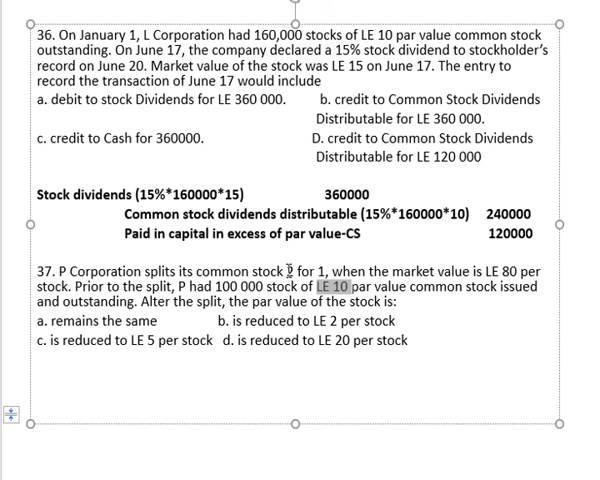 36. On January 1, L Corporation had 160,000 stocks of LE 10 par value common stock
outstanding. On June 17, the company declared a 15% stock dividend to stockholder's
record on June 20. Market value of the stock was LE 15 on June 17. The entry to
record the transaction of June 17 would include
a. debit to stock Dividends for LE 360 000. b. credit to Common Stock Dividends
Distributable for LE 360 000.
c. credit to Cash for 360000. D. credit to Common Stock Dividends
Distributable for LE 120 000
Stock dividends (15%*160000*15) 360000
Common stock dividends distributable (15%*160000*10) 240000
Paid in capital in excess of par value-CS 120000
37. P Corporation splits its common stock for 1, when the market value is LE 80 per
stock. Prior to the split, P had 100 000 stock of LE 10 par value common stock issued
and outstanding. Alter the split, the par value of the stock is:
a. remains the same b. is reduced to LE 2 per stock
c. is reduced to LE 5 per stock d. is reduced to LE 20 per stock